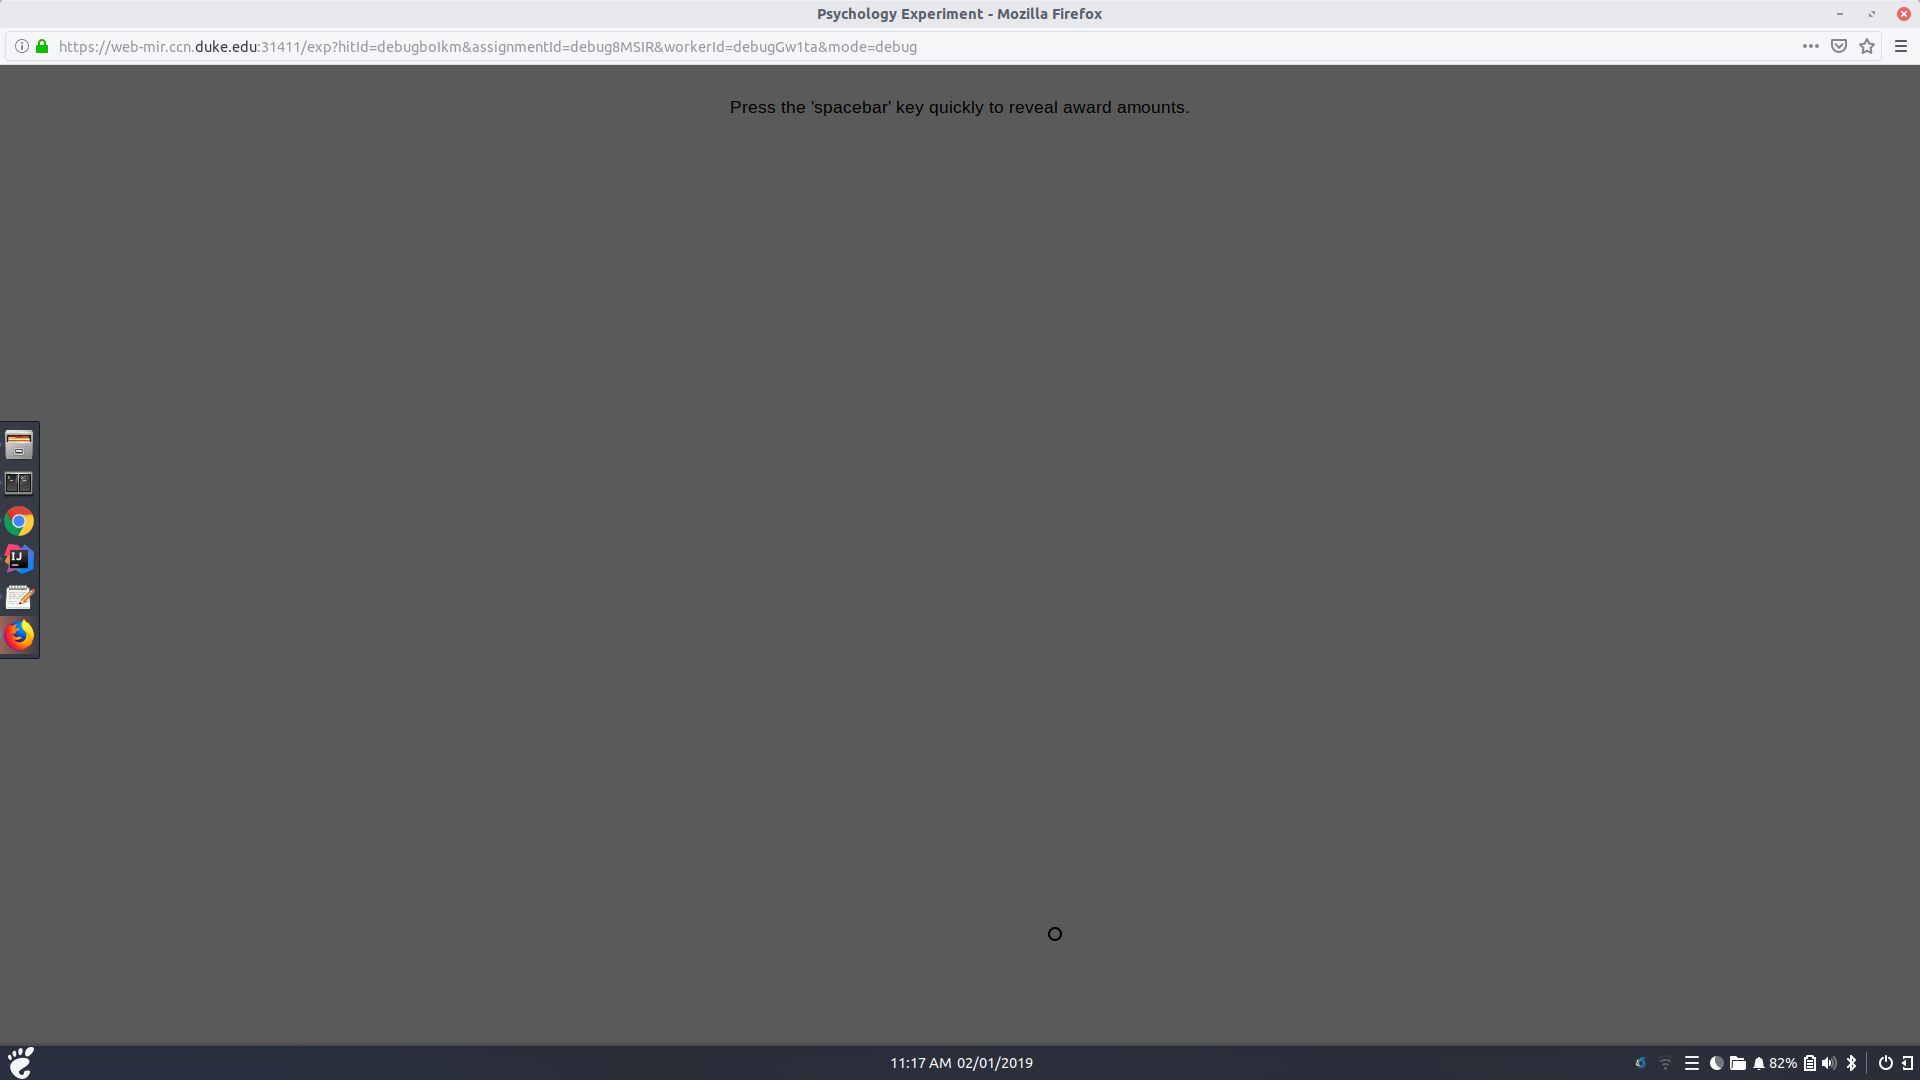 Psychology Experiment - Mozilla Firefox
https://web-mir.ccn.duke.edu:31411/exp?hitId=debugboIkm&assignmentId=debug8MSIR&workerId=debugGw1ta&mode=debug
Press the 'spacebar' key quickly to reveal award amounts.
IJ
11:17 AM 02/01/2019
82%